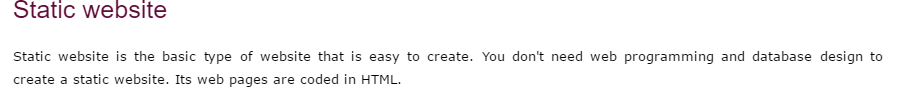 Static website
Static website is the basic type of website that is easy to create. You don't need web programming and database design to
create a static website. Its web pages are coded in HTML.